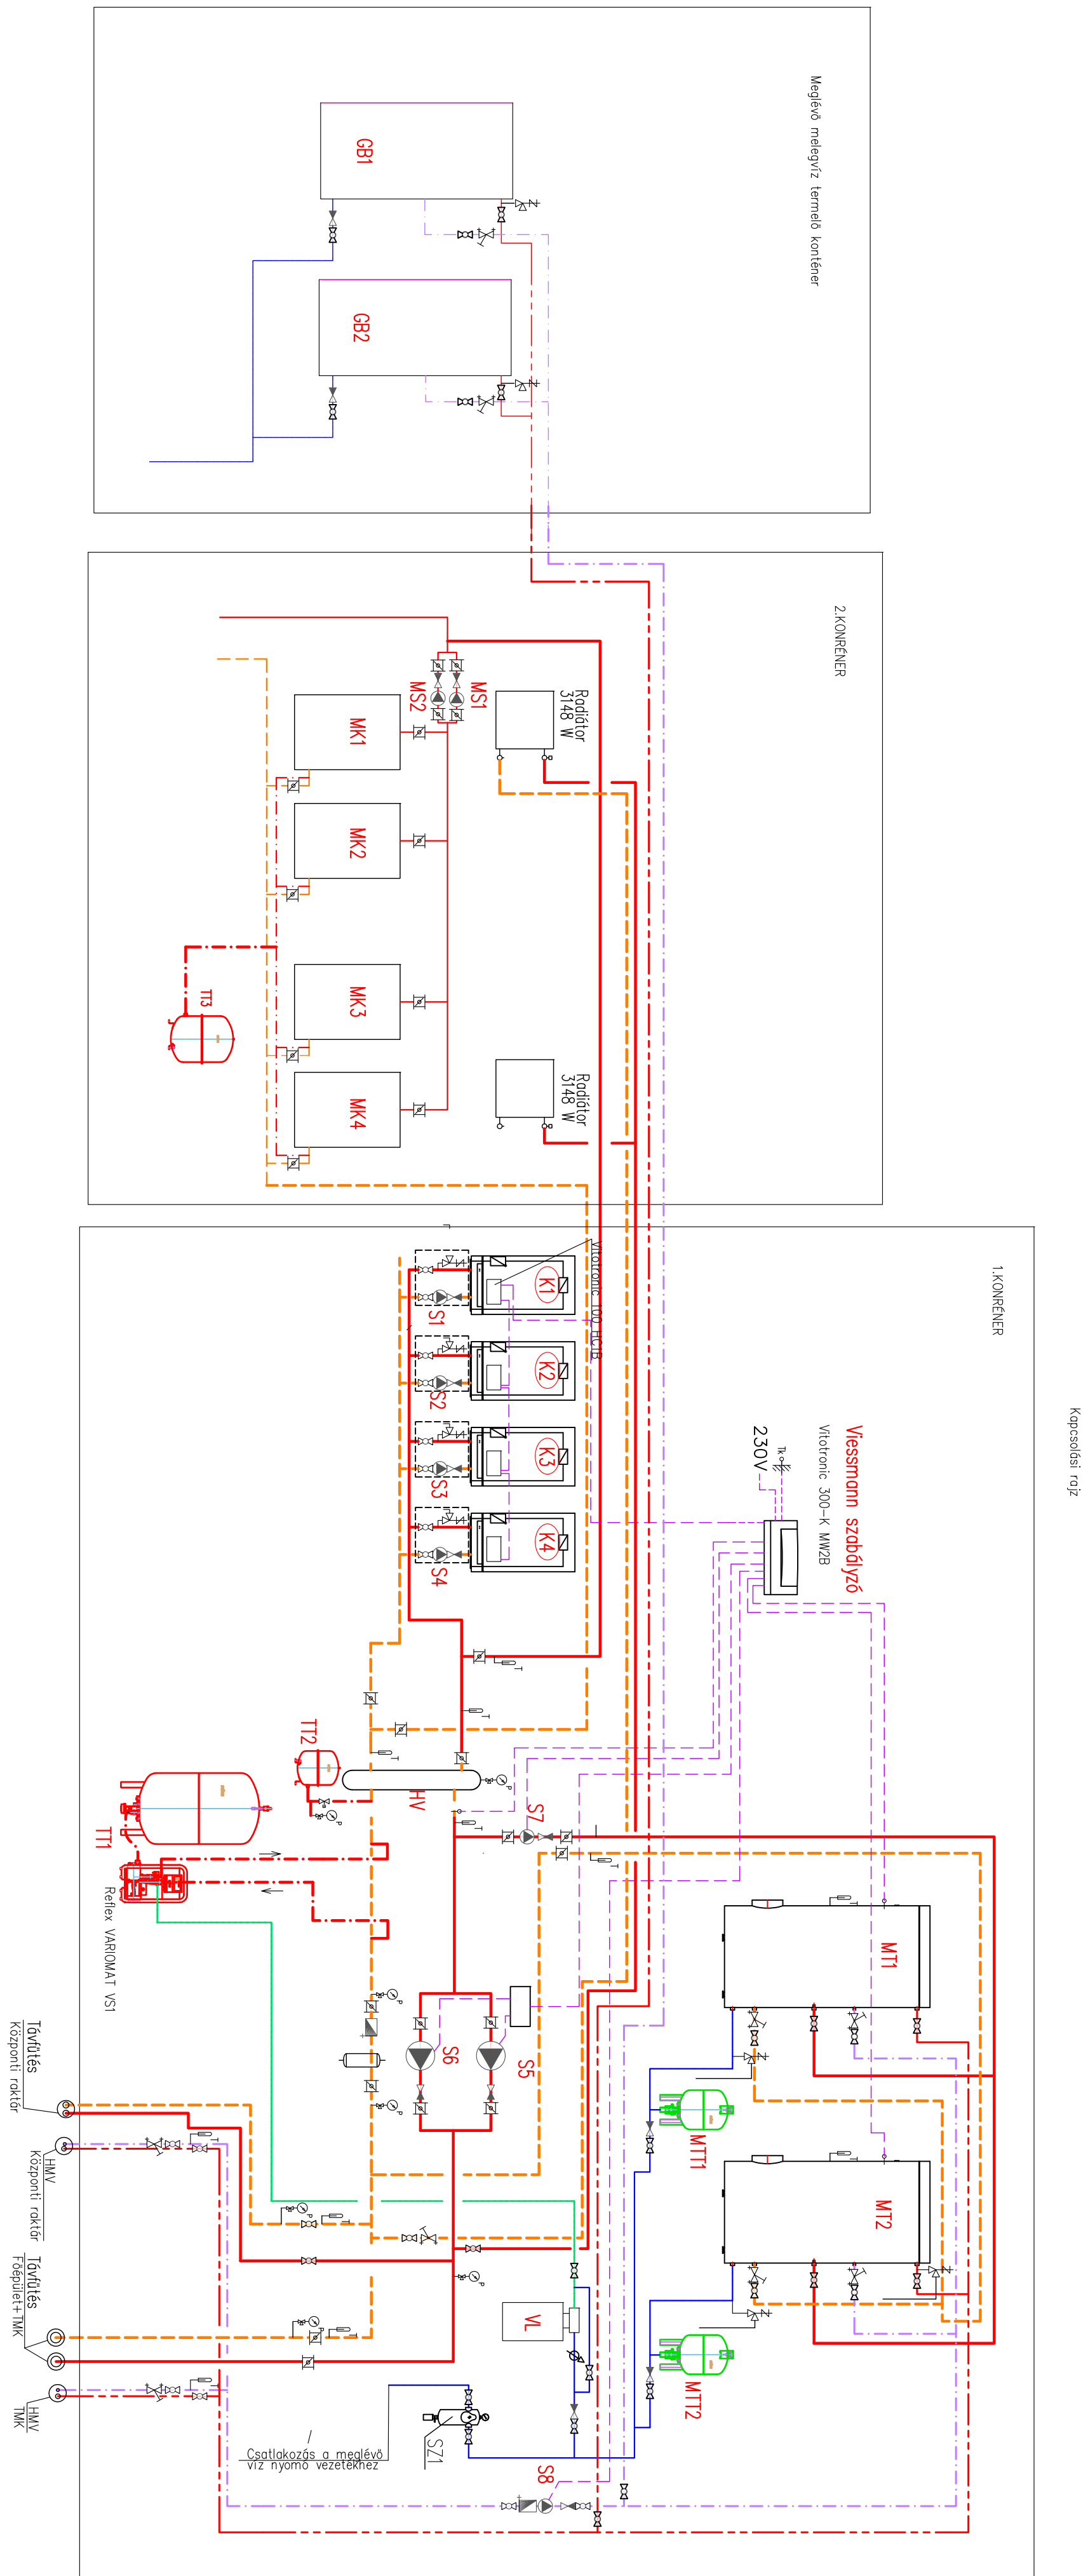 Kapcsolási rajz
Meglévő melegvíz termelő konténer
GB1
GB2
2.KONRÉNER
MS1
MS2
Radiátor
3148 W
MK1
MK2
MK3
MK4
TT3
Radiátor
3148 W
1.KONRÉNER
Vitotronic 100 HC1B
K1
K2
K3
K4
S1
S2
S3
S4
Viessmann szabályzó
Vitotronic 300-K MW2B
230V
Tk
T
T
T
TT2
HV
P
P
T
S7
T
TT1
Reflex VARIOMAT VS1
MT1
MT2
MTT1
MTT2
P
P
S6
S5
VL
SZ1
S8
Csatlakozás a meglévő
víz nyomó vezetékhez
Távfűtés
Központi raktár
HMV
Központi raktár
Távfűtés
Főépület+TMK
HMV
TMK
T
P
T
P
P
T
T